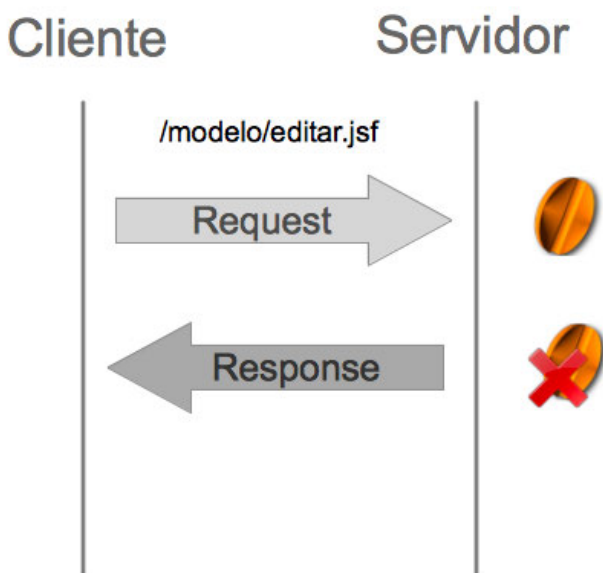 Cliente
Servidor
/modelo/editar.jsf
Request
Response